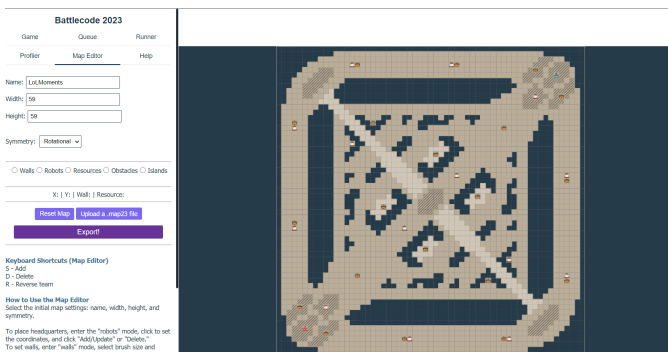 Battlecode 2023
Game Queue Runner
Profiler Map Editor Help
Name: LoLMoments
Width: 59
Height: 59
Symmetry: Rotational
Walls Robots Resources Obstacles Islands
X: | Y: | Wall: | Resource:
Reset Map Upload a .map23 file
Export!
Keyboard Shortcuts (Map Editor)
S - Add
D - Delete
R - Reverse team
How to Use the Map Editor
Select the initial map settings: name, width, height, and
symmetry.
To place headquarters, enter the "robots" mode, click to set
the coordinates, and click "Add/Update" or "Delete."
To set walls, enter "walls" mode, select brush size and